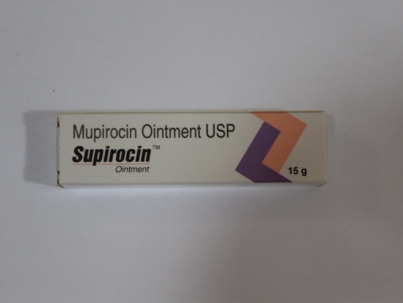 Mupirocin Ointment USP
Supirocin™
Ointment
15 g